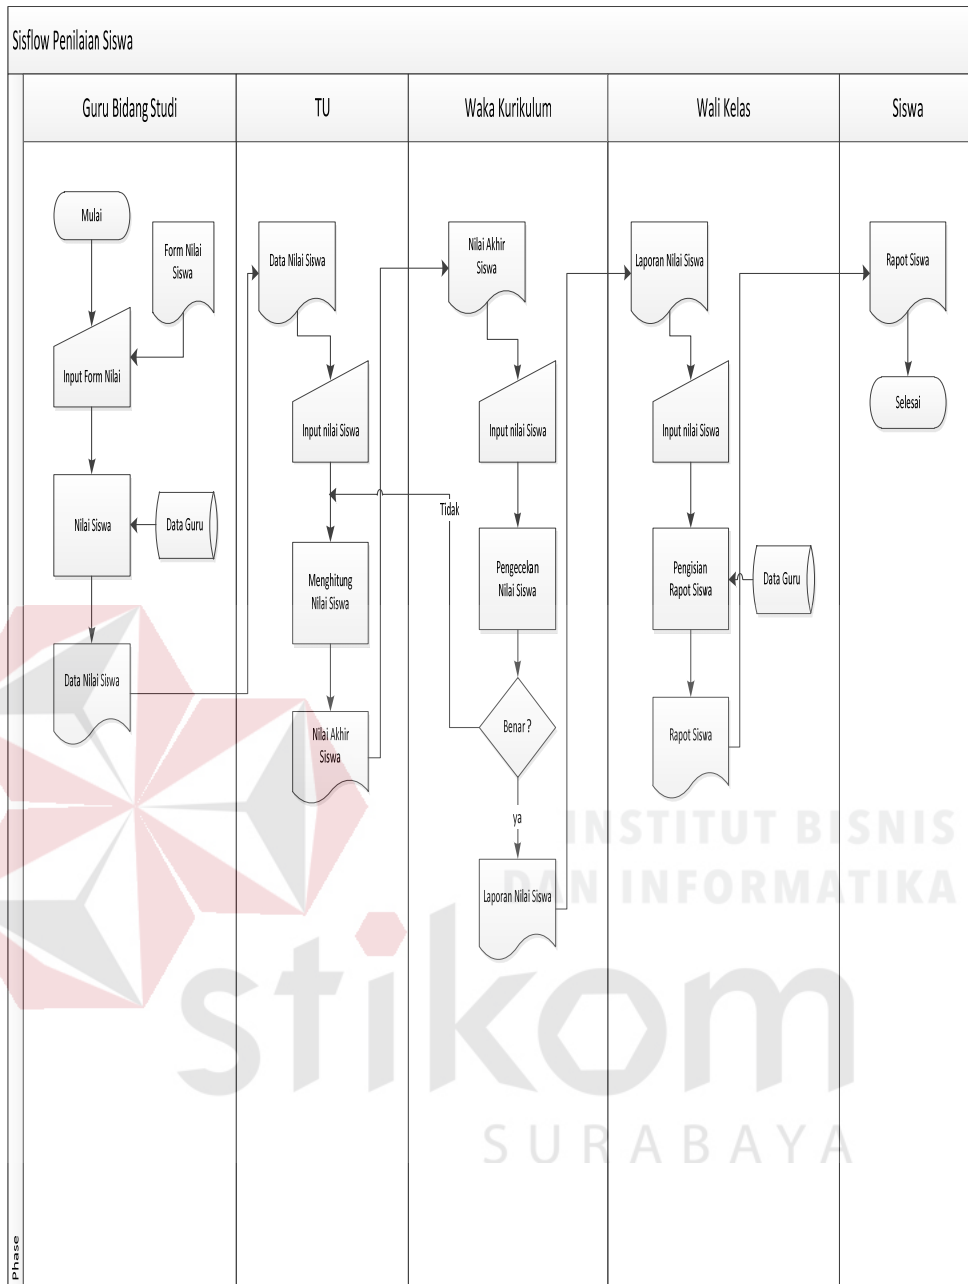 Sisflow Penilaian Siswa
Guru Bidang Studi
TU
Waka Kurikulum
Wali Kelas
Siswa
Mulai
Form Nilai
Siswa
Input Form Nilai
Nilai Siswa
Data Guru
Data Nilai Siswa
Data Nilai Siswa
Input nilai Siswa
Menghitung
Nilai Siswa
Nilai Akhir
Siswa
Nilai Akhir
Siswa
Input nilai Siswa
Tidak
Pengecekan
Nilai Siswa
Benar ?
ya
Laporan Nilai Siswa
Laporan Nilai Siswa
Input nilai Siswa
Pengisian
Rapot Siswa
Data Guru
Rapot Siswa
Rapot Siswa
Selesai
INSTITUT BISNIS
DAN INFORMATIKA
stikom
SURABAYA
Phase